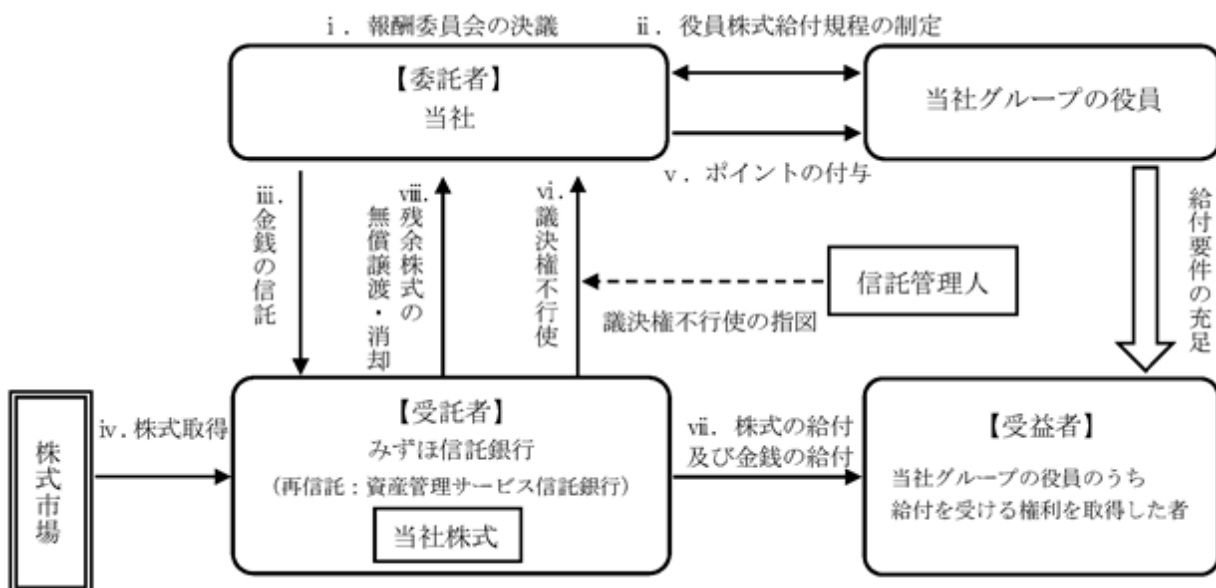 ⅰ．報酬委員会の決議
ⅱ．役員株式給付規程の制定
【委託者】
当社
当社グループの役員
ⅴ．ポイントの付与
ⅲ．金銭の信託
ⅷ．残余株式の
無償譲渡・消却
ⅵ．議決権不行使
信託管理人
議決権不行使の指図
給付要件の充足
株式市場
ⅳ．株式取得
【受託者】
みずほ信託銀行
（再信託：資産管理サービス信託銀行）
当社株式
ⅶ．株式の給付
及び金銭の給付
【受益者】
当社グループの役員のうち
給付を受ける権利を取得した者